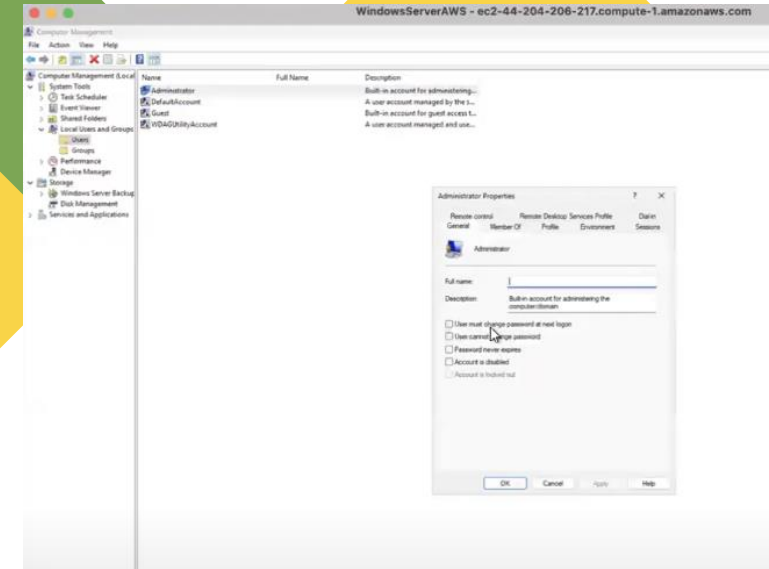 WindowsServerAWS - ec2-44-204-206-217.compute-1.amazonaws.com
Computer Management
File Action View Help
Computer Management (Local
System Tools
Task Scheduler
Event Viewer
Shared Folders
Local Users and Groups
Users
Groups
Performance
Device Manager
Storage
Windows Server Backup
Disk Management
Services and Applications
Name Full Name Description
Administrator Built-in account for administering...
DefaultAccount A user account managed by the s...
Guest Built-in account for guest access t...
WDAGUtilityAccount A user account managed and use...
Administrator Properties ? ×
Remote control Remote Desktop Services Profile Dial-in
General Member Of Profile Environment Sessions
Administrator
Full name:
Description: Built-in account for administering the
computer/domain
User must change password at next logon
User cannot change password
Password never expires
Account is disabled
Account is locked out
OK Cancel Apply Help